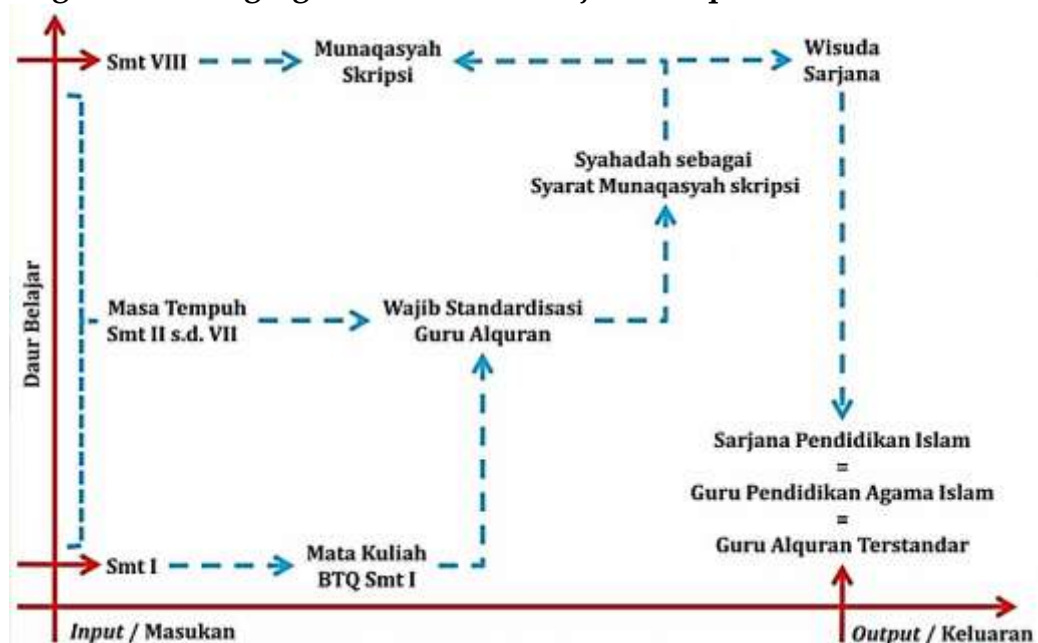 Smt VIII
Munaqasyah
Skripsi
Wisuda
Sarjana
Syahadah sebagai
Syarat Munaqasyah skripsi
Daur Belajar
Masa Tempuh
Smt II s.d. VII
Wajib Standardisasi
Guru Alquran
Sarjana Pendidikan Islam
=
Guru Pendidikan Agama Islam
=
Guru Alquran Terstandar
Smt I
Mata Kuliah
BTQ Smt I
Input / Masukan
Output / Keluaran